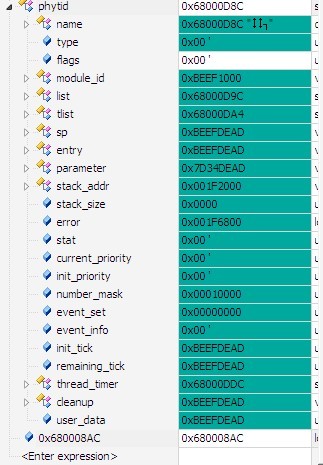 phytid 0x68000D8C s
name 0x68000D8C
type 0x00 ' u
flags 0x00 ' u
module_id 0xBEEF1000 v
list 0x68000D9C s
tlist 0x68000DA4 s
sp 0xBEEFDEAD v
entry 0xBEEFDEAD v
parameter 0x7D34DEAD v
stack_addr 0x001F2000 v
stack_size 0x0000 u
error 0x001F6800 l
stat 0x00 ' u
current_priority 0x00 ' u
init_priority 0x00 ' u
number_mask 0x00010000 u
event_set 0x00000000 u
event_info 0x00 ' u
init_tick 0xBEEFDEAD u
remaining_tick 0xBEEFDEAD u
thread_timer 0x68000DDC s
cleanup 0xBEEFDEAD v
user_data 0xBEEFDEAD u
0x680008AC 0x680008AC l
<Enter expression>